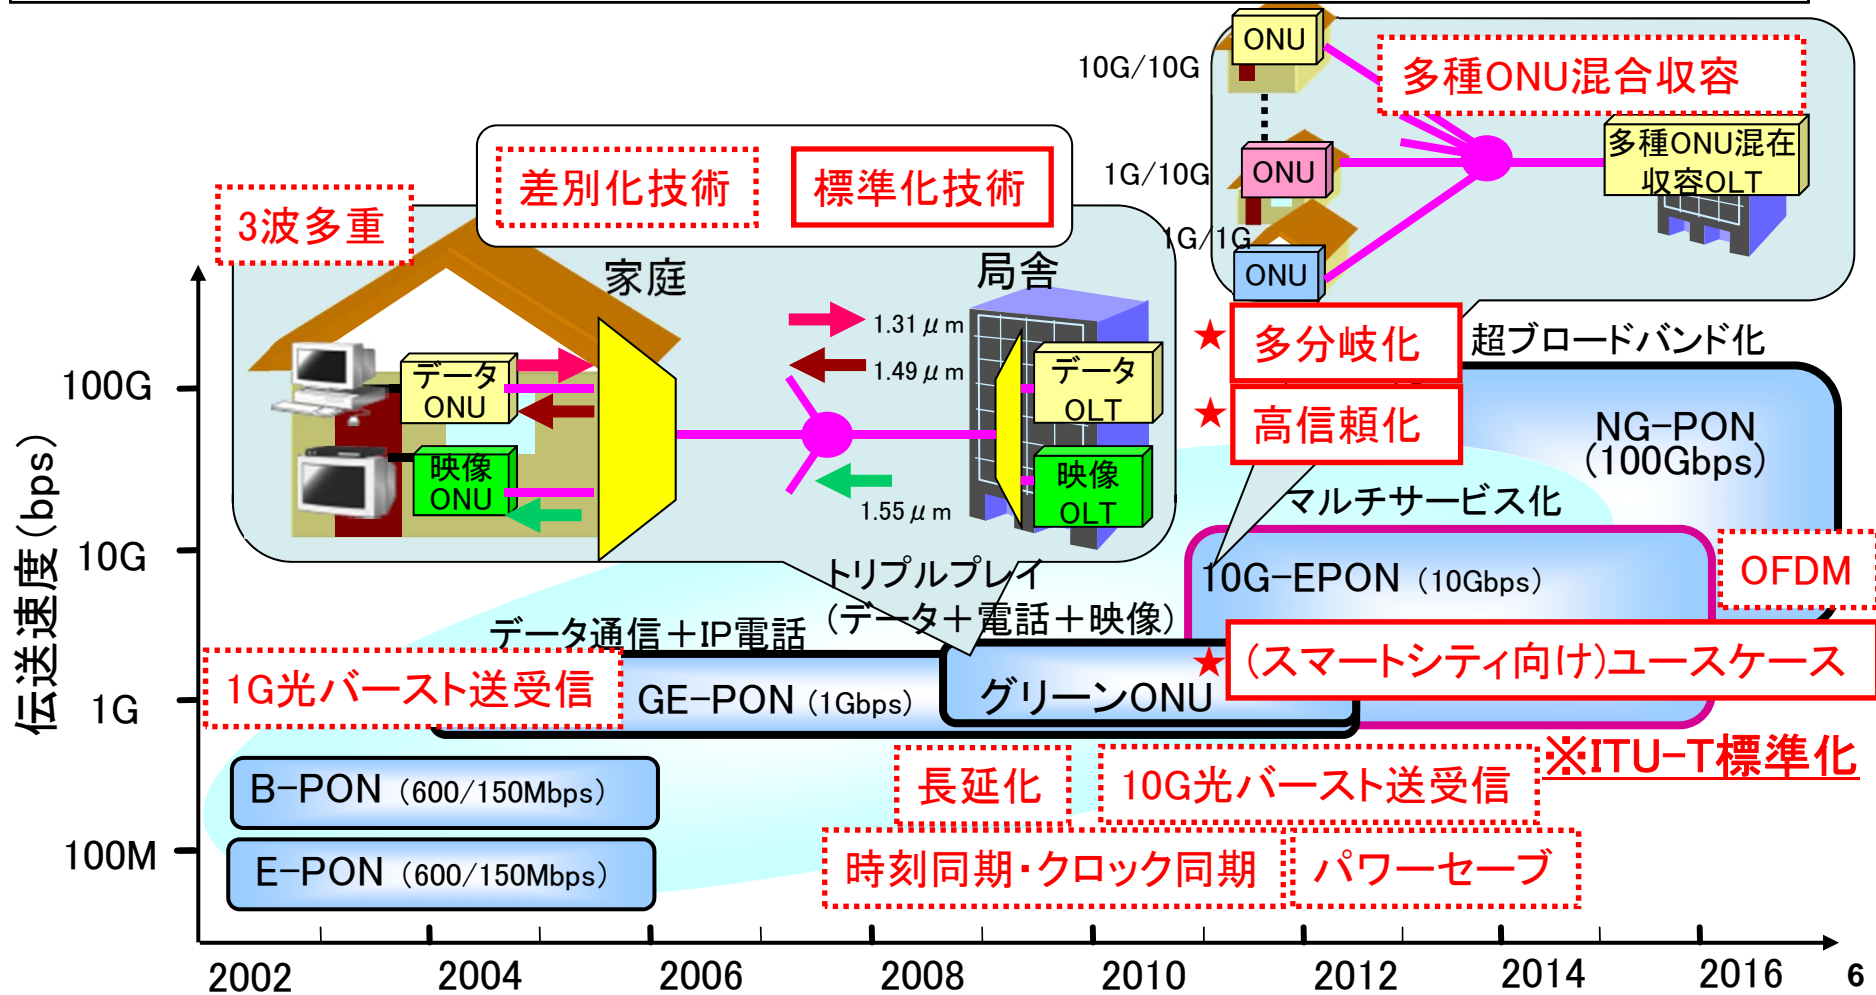 ONU
10G/10G
多種ONU混合収容
多種ONU混在
収容OLT
1G/10G
ONU
1G/1G
ONU
差別化技術
標準化技術
3波多重
家庭
局舎
1.31μm
1.49μm
1.55μm
データ
ONU
映像
ONU
データ
OLT
映像
OLT
★ 多分岐化
超ブロードバンド化
★ 高信頼化
NG-PON
(100Gbps)
マルチサービス化
トリプルプレイ
(データ+電話+映像)
10G-EPON (10Gbps)
OFDM
データ通信+IP電話
★ (スマートシティ向け)ユースケース
1G光バースト送受信
GE-PON (1Gbps)
グリーンONU
※ITU-T標準化
B-PON (600/150Mbps)
長延化
10G光バースト送受信
E-PON (600/150Mbps)
時刻同期・クロック同期
パワーセーブ
伝送速度(bps)
100G
10G
1G
100M
2002 2004 2006 2008 2010 2012 2014 2016
6